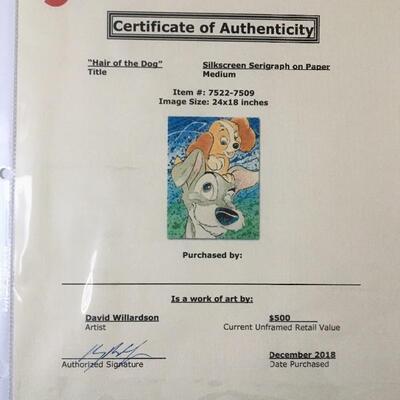 Certificate of Authenticity
"Hair of the Dog" Silkscreen Serigraph on Paper
Title Medium
Item #: 7522-7509
Image Size: 24x18 inches
Purchased by:
Is a work of art by:
David Willardson $500
Artist Current Unframed Retail Value
December 2018
Authorized Signature Date Purchased